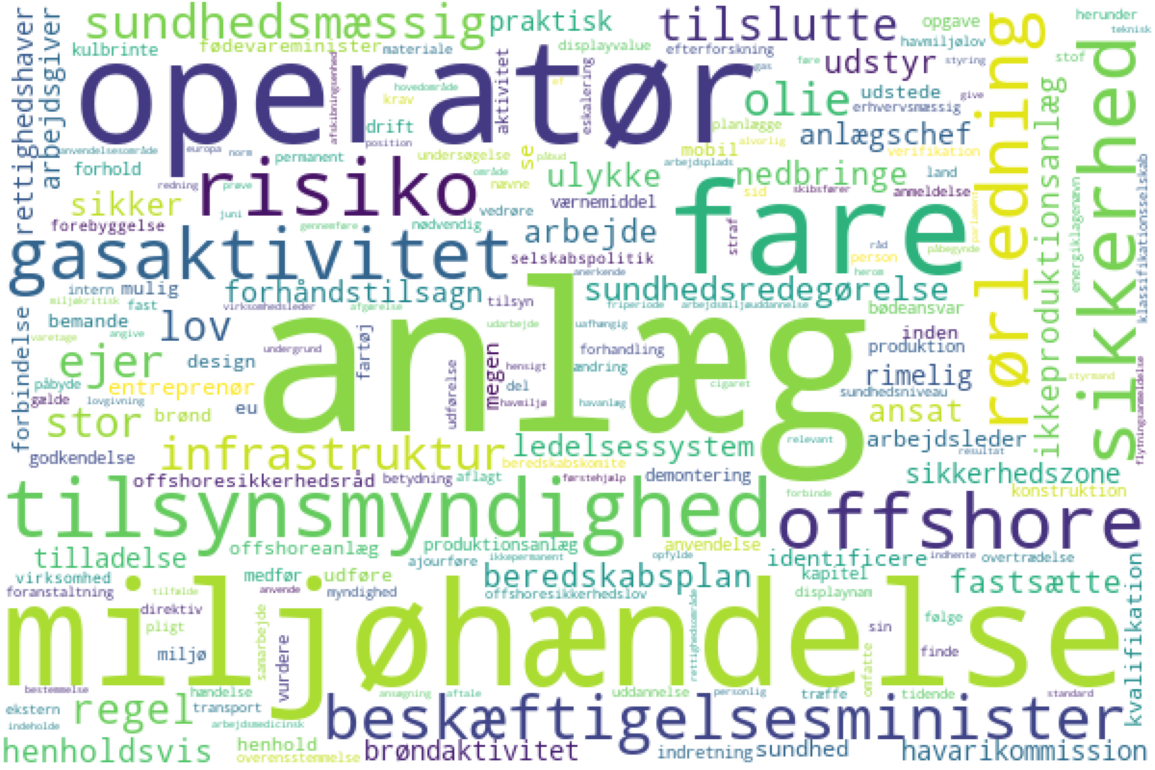 sundhedsmæssig
praktisk
tilslutte
opgave
herunder
teknisk
kulbrinte
fødevareminister
materiale
displayvalue
efterforskning
havmiljølov
styring
stof
rettighedshaver
arbejdsgiver
operatør
hovedområde
krav
afskibningsenhed
aktivitet
eskalering
gas
føre
udstyr
olie
udstede
erhvervsmæssig
give
rørledning
sikkerhed
ikkeproduktionsanlæg
drift
position
anvendelsesområde
europa
norm
permanent
undersøgelse
se
påbud
mobil
planlægge
alvorlig
arbejdsplads
anlægschef
verifikation
forhold
redning
prøve
risiko
område
nævne
ulykke
nedbringe
land
sid
skibsfører
anmeldelse
sikker
juni
gennemføre
nødvendig
vedrøre
værnemiddel
fare
straf
råd
person
påbegynde
parlament
energiklagenævn
klassifikationsselskab
forebyggelse
gasaktivitet
arbejde
selskabspolitik
herom
anerkende
intern
mulig
miljøkritisk
fast
forhåndstilsagn
virksomhedsleder
afgørelse
tilsyn
friperiode
sundhedsredegørelse
arbejdsmiljøuddannelse
bødeansvar
bemande
varetage
angive
lov
anlæg
fartøj
udarbejde
uafhængig
forhandling
ændring
inden
produktion
forbindelse
ejer
design
undergrund
udførelse
megen
hensigt
del
havmiljø
havanlæg
cigaret
rimelig
sundhedsniveau
styrmand
flytningsanmeldelse
påbyde
gælde
lovgivning
entreprenør
eu
stor
brønd
ansat
infrastruktur
ledelsessystem
relevant
arbejdsleder
resultat
godkendelse
beredskabskomite
offshoresikkerhedsråd
betydning
aflagt
førstehjælp
demontering
sikkerhedszone
tilsynsmyndighed
forbinde
konstruktion
offshore
tilladelse
offshoreanlæg
produktionsanlæg
ajourføre
ikkepermanent
opfylde
anvendelse
identificere
indhente
overtrædelse
virksomhed
foranstaltning
tilfælde
medfør
udføre
anvende
myndighed
beredskabsplan
offshoresikkerhedslov
kapitel
displaynam
fastsætte
kvalifikation
miljøhændelse
direktiv
pligt
miljø
samarbejde
vurdere
rettighedsområde
sin
omfatte
følge
finde
bestemmelse
hændelse
ansøgning
aftale
uddannelse
personlig
træffe
tidende
standard
ekstern
indeholde
regel
transport
arbejdsmedicinsk
beskæftigelsesminister
henholdsvis
henhold
overensstemmelse
brøndaktivitet
indretning
sundhed
havarikommission